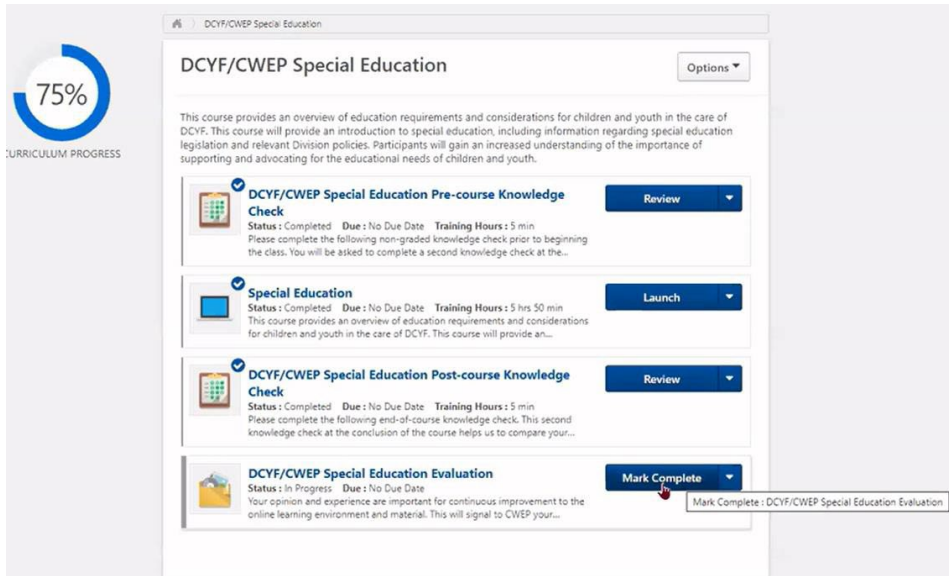 DCYF/CWEP Special Education
DCYF/CWEP Special Education
Options
75%
CURRICULUM PROGRESS
This course provides an overview of education requirements and considerations for children and youth in the care of
DCYF. This course will provide an introduction to special education, including information regarding special education
legislation and relevant Division policies. Participants will gain an increased understanding of the importance of
supporting and advocating for the educational needs of children and youth.
DCYF/CWEP Special Education Pre-course Knowledge
Check
Status : Completed Due : No Due Date Training Hours : 5 min
Please complete the following non-graded knowledge check prior to beginning
the class. You will be asked to complete a second knowledge check at the...
Review
Special Education
Status : Completed Due : No Due Date Training Hours : 5 hrs 50 min
This course provides an overview of education requirements and considerations
for children and youth in the care of DCYF. This course will provide an...
Launch
DCYF/CWEP Special Education Post-course Knowledge
Check
Status : Completed Due : No Due Date Training Hours : 5 min
Please complete the following end-of-course knowledge check. This second
knowledge check at the conclusion of the course helps us to compare your...
Review
DCYF/CWEP Special Education Evaluation
Status : In Progress Due : No Due Date
Your opinion and experience are important for continuous improvement to the
online learning environment and material. This will signal to CWEP your...
Mark Complete
Mark Complete : DCYF/CWEP Special Education Evaluation